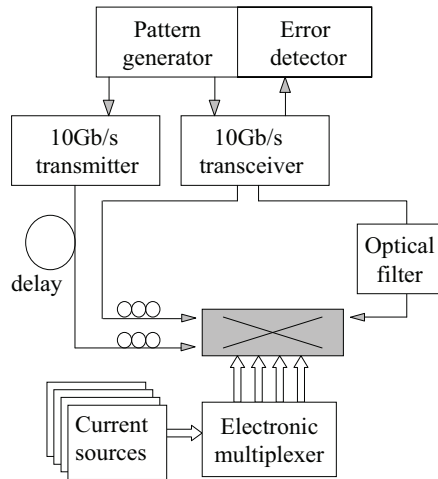 Pattern
generator
Error
detector
10Gb/s
transmitter
10Gb/s
transceiver
delay
Optical
filter
Current
sources
Electronic
multiplexer